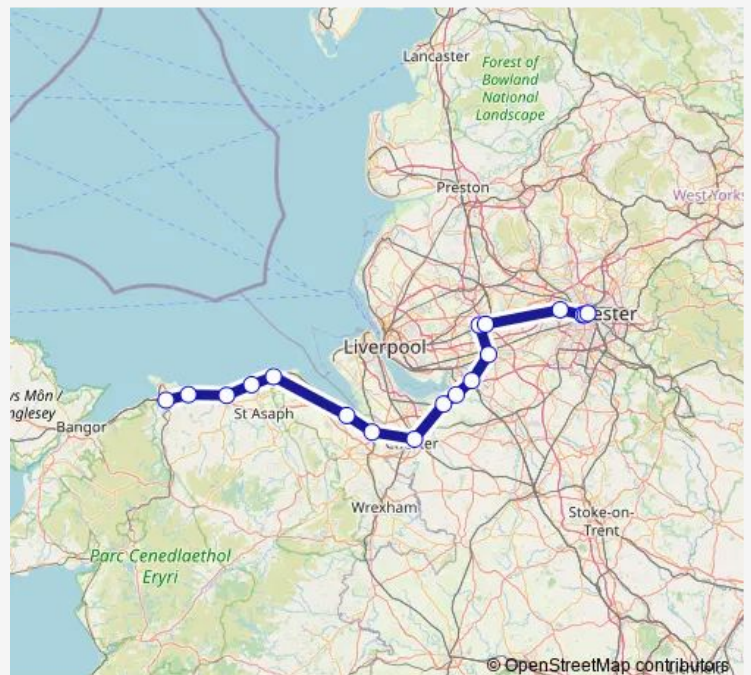 Lancaster
Forest of
Bowland
National
Landscape
Preston
West Yorks
ester
Liverpool
ys Môn /
nglesey
Bangor
St Asaph
Wrexham
Stoke-on-
Trent
Parc Cenedlaethol
Eryri
© OpenStreetMap contributors